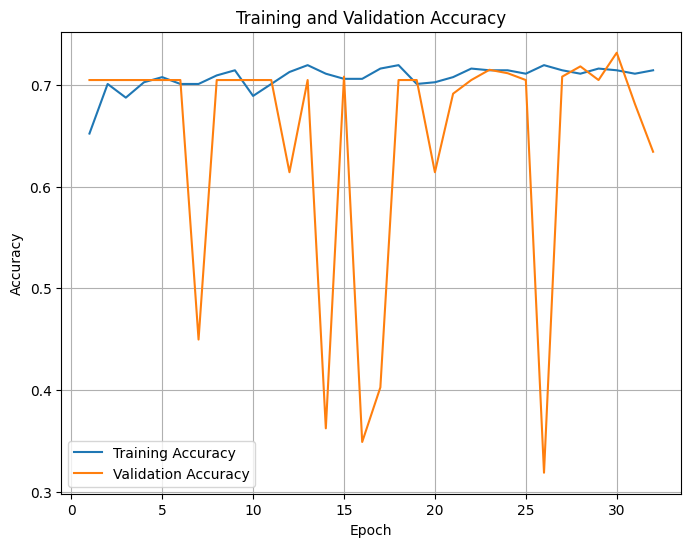 Training and Validation Accuracy
Accuracy
0.7
0.6
0.5
0.4
0.3
Training Accuracy
Validation Accuracy
0 5 10 15 20 25 30
Epoch